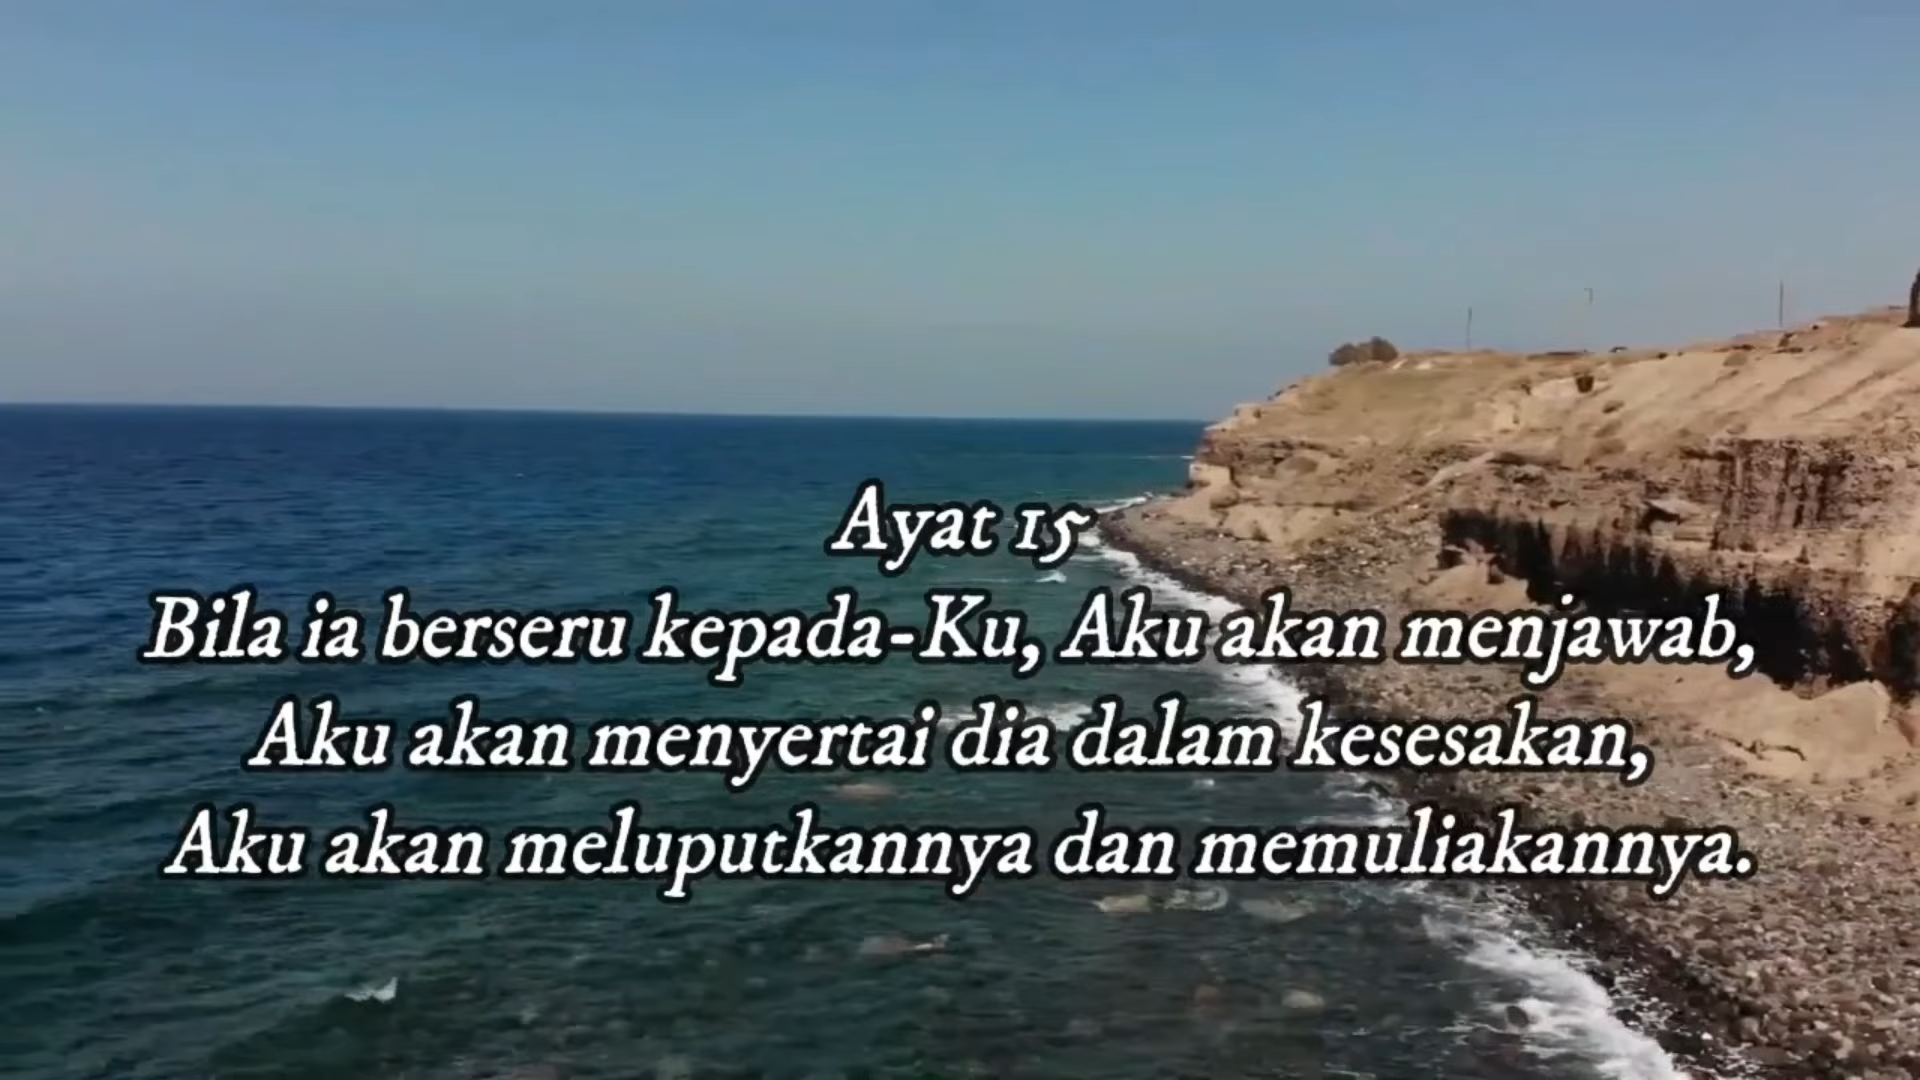 Ayat 15
Bila ia berseru kepada-Ku, Aku akan menjawab,
Aku akan menyertai dia dalam kesesakan,
Aku akan meluputkannya dan memuliakannya.